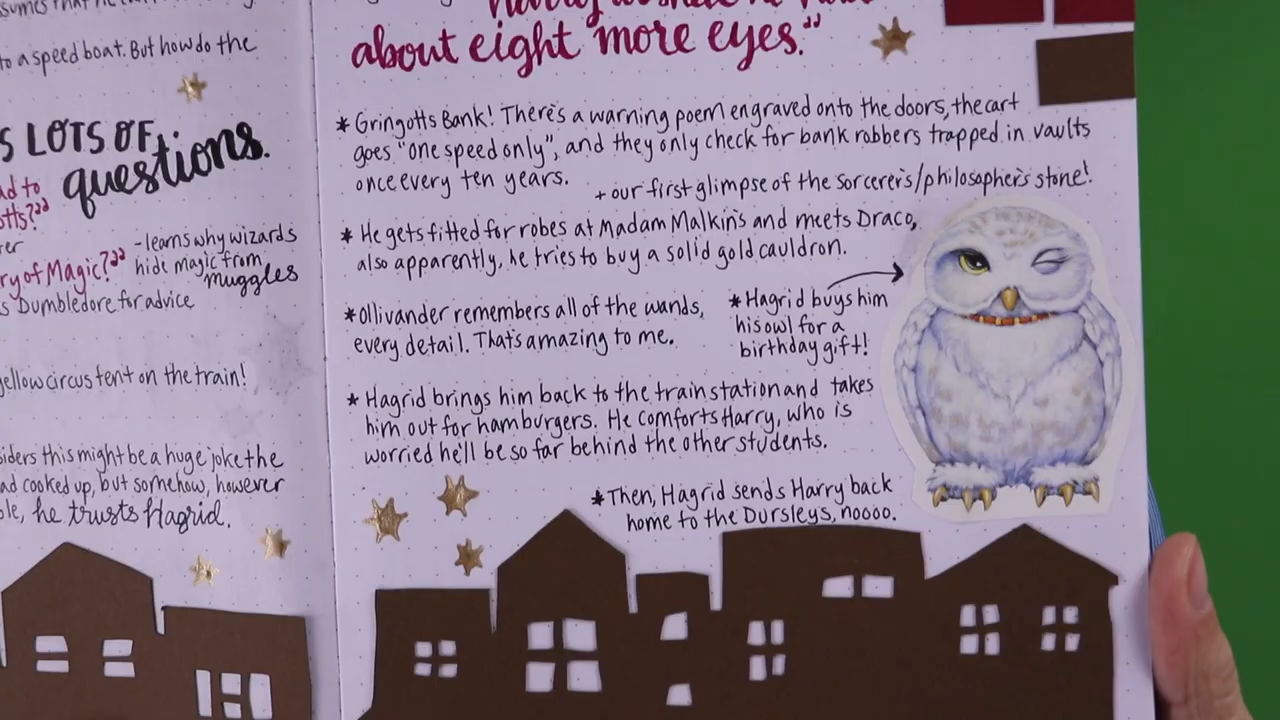 to a speed boat. But how do the
S LOTS OF
questions.
to
-learns why wizards
hide magic from
muggles
ry of Magic?"
s Dumbledore for advice
yellow circus tent on the train!
siders this might be a huge joke the
ad cooked up, but somehow, however
ble, he trusts Hagrid.
about eight more eyes."
* Gringotts Bank! There's a warning poem engraved onto the doors, the cart
goes "one speed only", and they only check for bank robbers trapped in vaults
once every ten years.
+ our first glimpse of the sorcerer's/philosopher's stone!
* He gets fitted for robes at Madam Malkin's and meets Draco,
also apparently, he tries to buy a solid gold cauldron.
* Ollivander remembers all of the wands,
every detail. That's amazing to me.
* Hagrid buys him
his owl for a
birthday gift!
* Hagrid brings him back to the train station and takes
him out for hamburgers. He comforts Harry, who is
worried he'll be so far behind the other students.
* Then, Hagrid sends Harry back
home to the Dursleys, noooo.